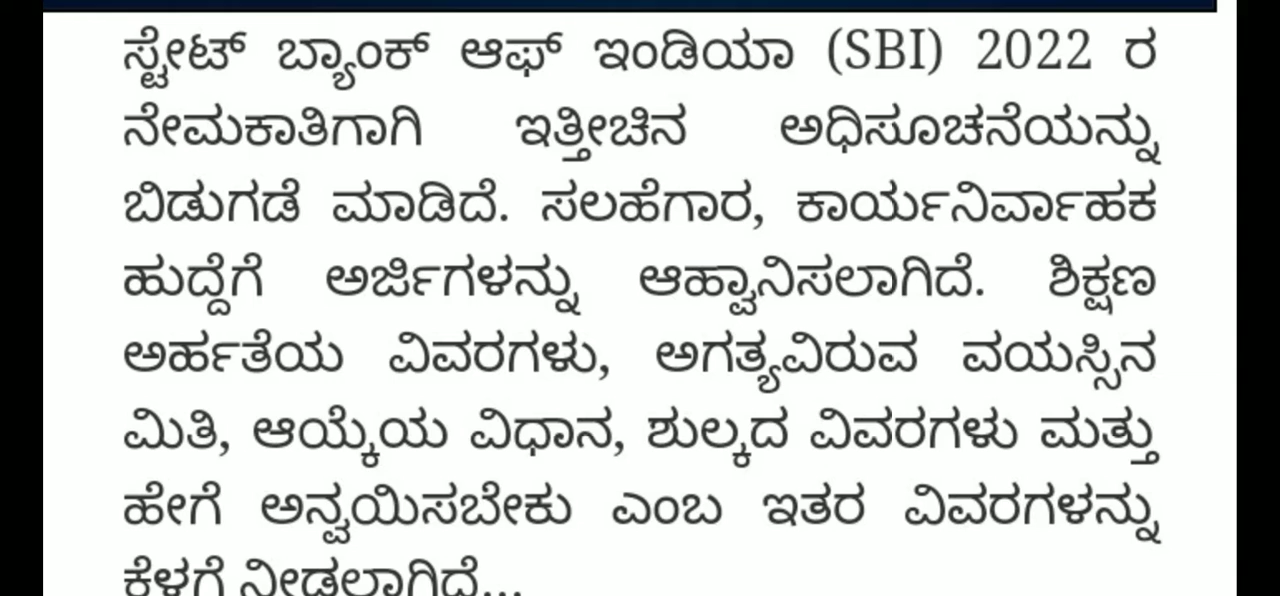 ಸ್ಟೇಟ್ ಬ್ಯಾಂಕ್ ಆಫ್ ಇಂಡಿಯಾ (SBI) 2022 ರ
ನೇಮಕಾತಿಗಾಗಿ ಇತ್ತೀಚಿನ ಅಧಿಸೂಚನೆಯನ್ನು
ಬಿಡುಗಡೆ ಮಾಡಿದೆ. ಸಲಹೆಗಾರ, ಕಾರ್ಯನಿರ್ವಾಹಕ
ಹುದ್ದೆಗೆ ಅರ್ಜಿಗಳನ್ನು ಆಹ್ವಾನಿಸಲಾಗಿದೆ. ಶಿಕ್ಷಣ
ಅರ್ಹತೆಯ ವಿವರಗಳು, ಅಗತ್ಯವಿರುವ ವಯಸ್ಸಿನ
ಮಿತಿ, ಆಯ್ಕೆಯ ವಿಧಾನ, ಶುಲ್ಕದ ವಿವರಗಳು ಮತ್ತು
ಹೇಗೆ ಅನ್ವಯಿಸಬೇಕು ಎಂಬ ಇತರ ವಿವರಗಳನ್ನು
ಕೆಳಗೆ ನೀಡಲಾಗಿದೆ...